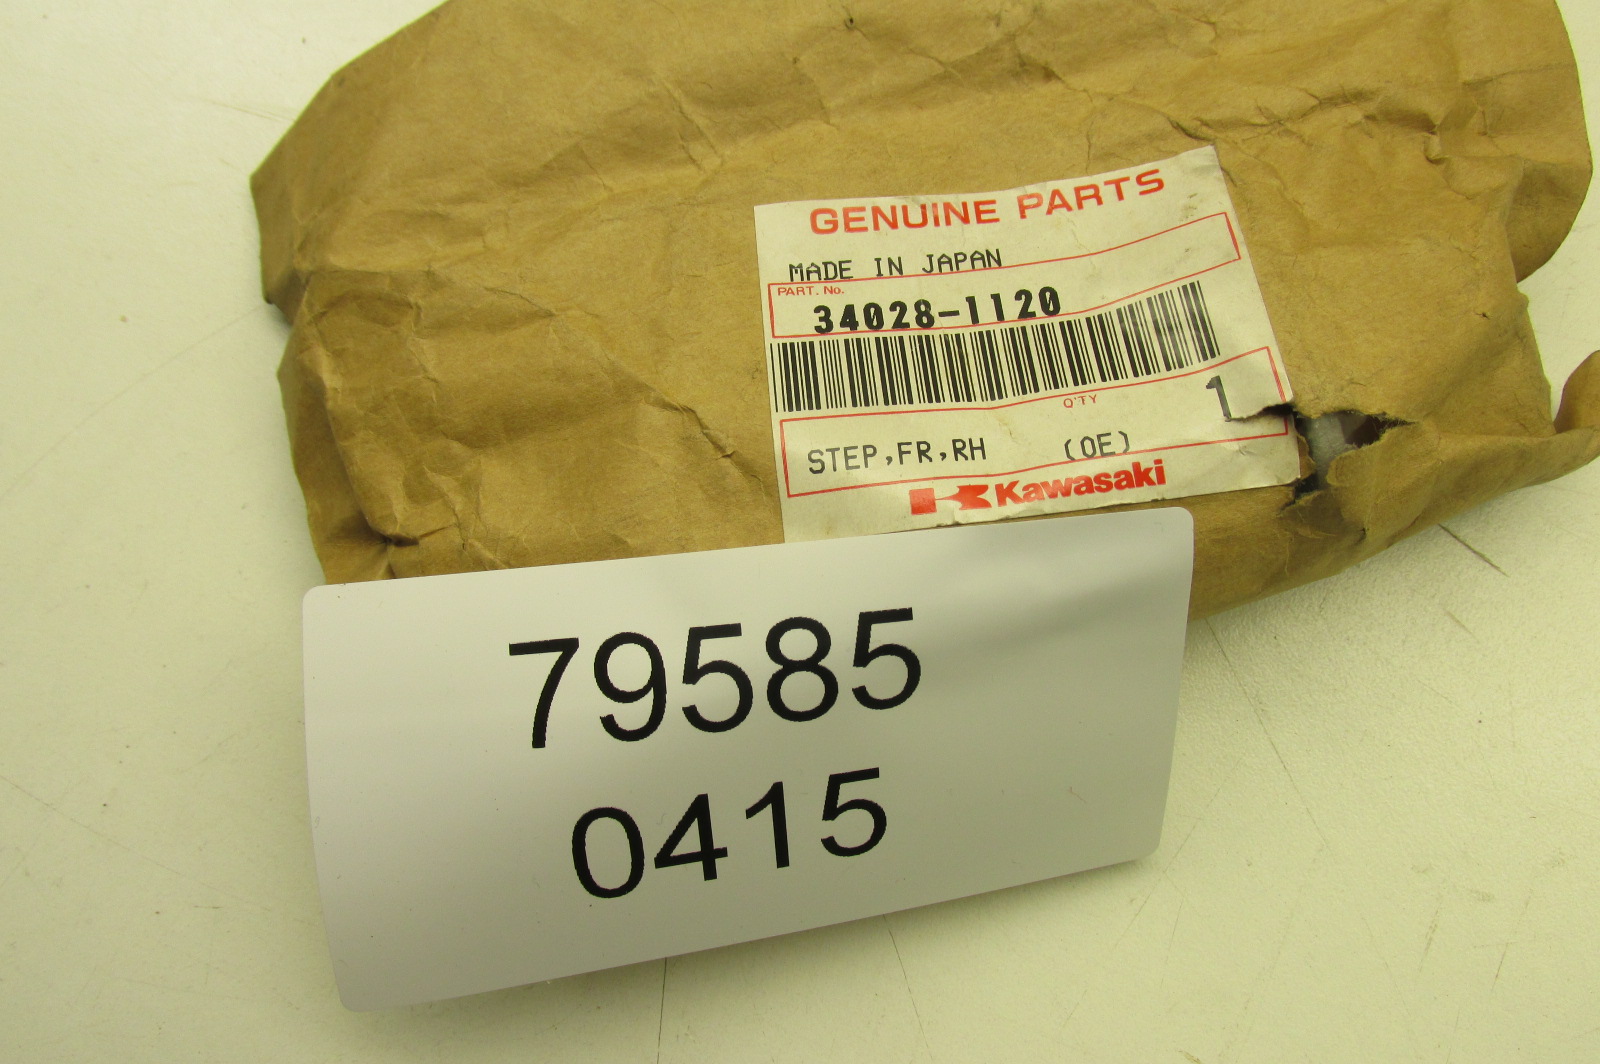 GENUINE PARTS
MADE IN JAPAN
PART. No.
34028-1120
Q'TY 1
STEP,FR,RH (OE)
Kawasaki
79585
0415